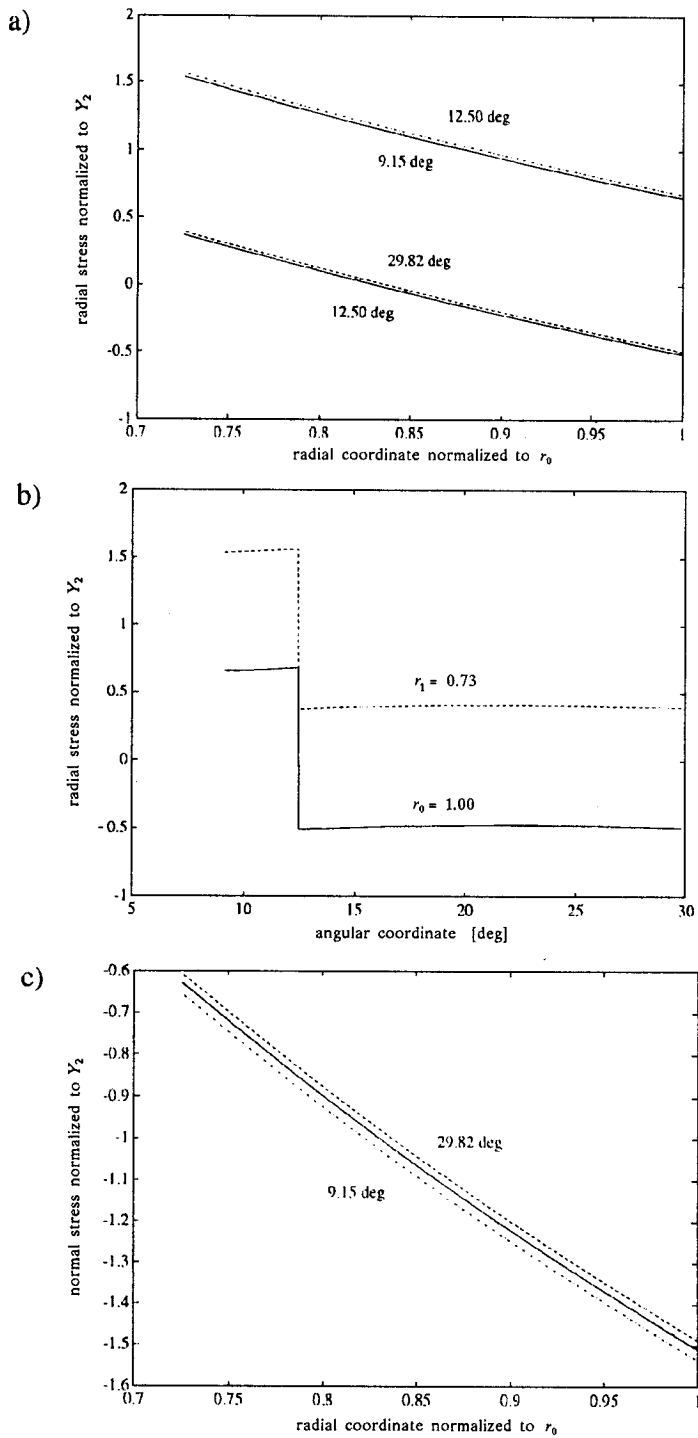 a)
2
1.5
1
0.5
0
-0.5
-1
radial stress normalized to Y₂
12.50 deg
9.15 deg
29.82 deg
12.50 deg
0.7 0.75 0.8 0.85 0.9 0.95 1
radial coordinate normalized to r₀
b)
2
1.5
1
0.5
0
-0.5
-1
radial stress normalized to Y₂
r₁ = 0.73
r₀ = 1.00
5 10 15 20 25 30
angular coordinate [deg]
c)
-0.6
-0.7
-0.8
-0.9
-1
-1.1
-1.2
-1.3
-1.4
-1.5
-1.6
normal stress normalized to Y₂
29.82 deg
9.15 deg
0.7 0.75 0.8 0.85 0.9 0.95 1
radial coordinate normalized to r₀